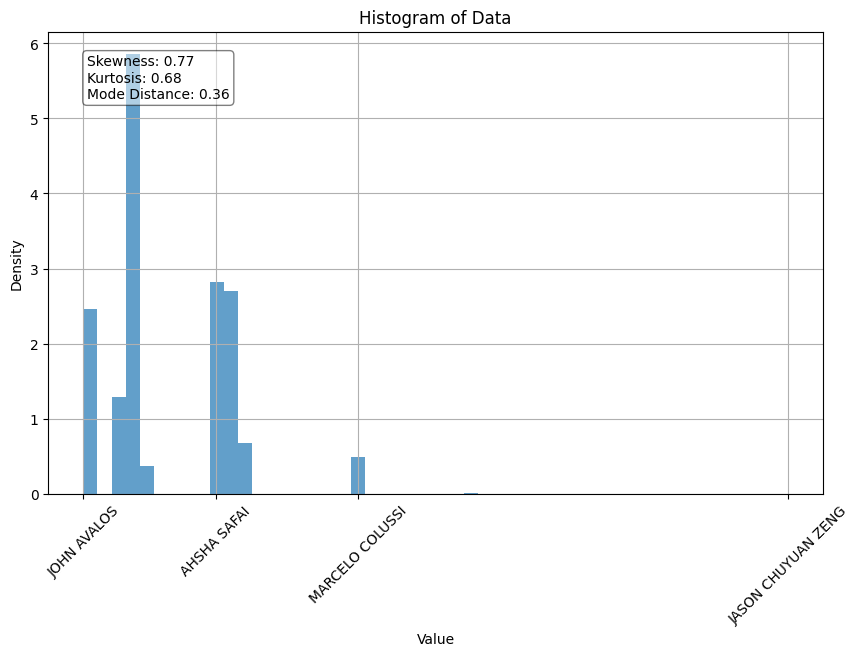 Histogram of Data
Skewness: 0.77
Kurtosis: 0.68
Mode Distance: 0.36
6
5
4
3
2
1
0
Density
JOHN AVALOS
AHSHA SAFAI
MARCELO COLUSSI
JASON CHUYUAN ZENG
Value